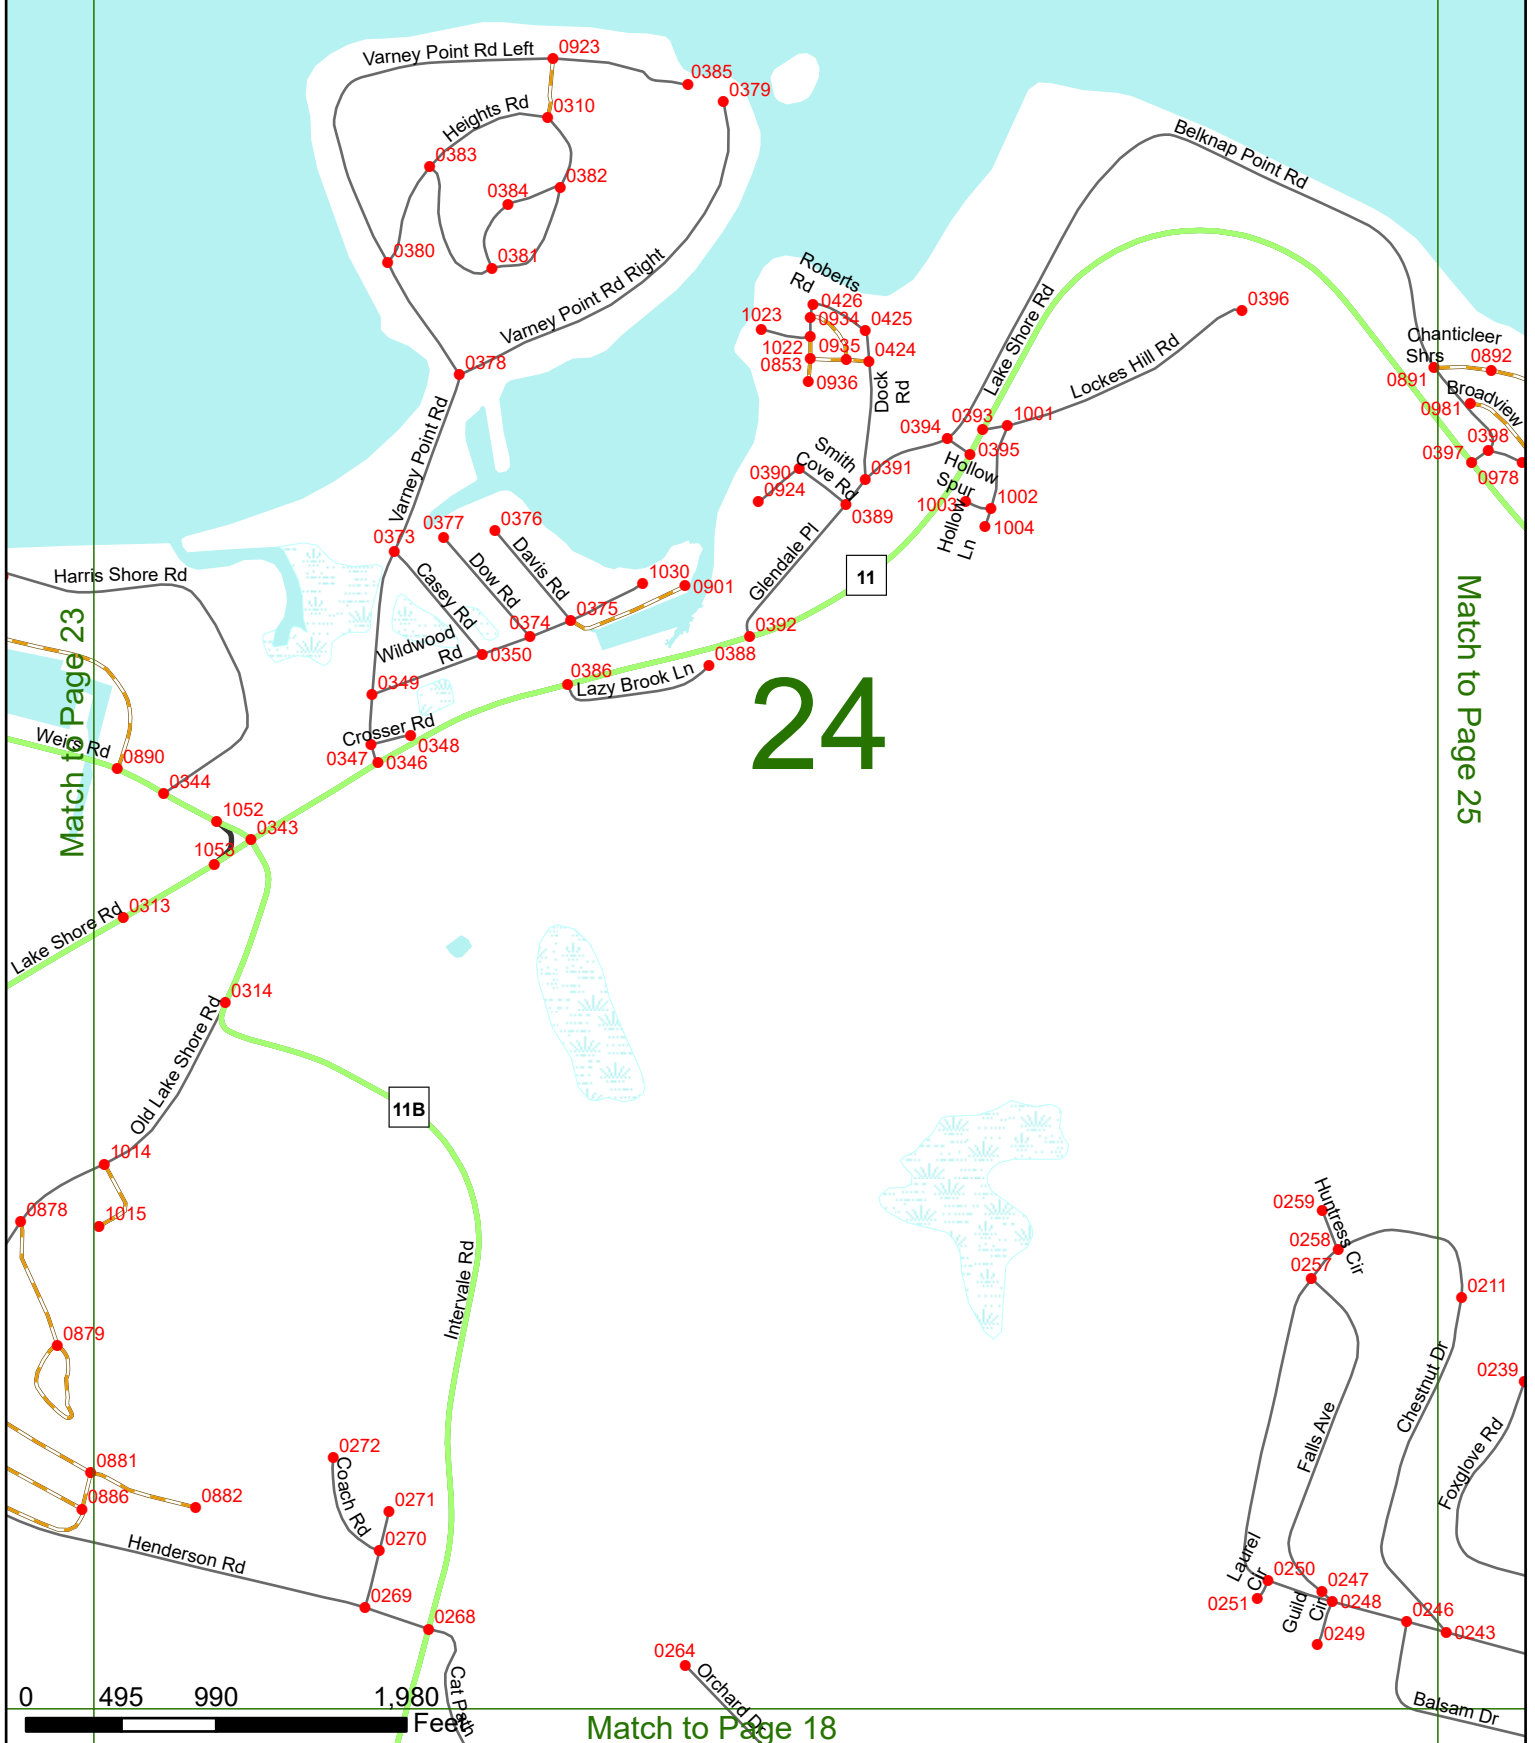 Varney Point Rd Left
0923
0385
0379
0310
Heights Rd
0383
0382
0384
0380
0381
Varney Point Rd Right
0378
Varney Point Rd
Belknap Point Rd
Roberts
Rd
0426
1023
0934
0425
1022
0935
0424
0853
0936
Dock
Rd
Lake Shore Rd
0396
Lockes Hill Rd
Chanticleer
Shrs
0892
0891
Broadview
0981
0398
0397
0978
0394
0393
1001
0395
Hollow
Spur
1002
1003
1004
Hollow
Ln
Smith
Cove Rd
0390
0391
0924
0389
Glendale Pl
11
0373
0377
0376
Casey Rd
Dow Rd
Davis Rd
1030
0901
0375
0374
Wildwood
Rd
0350
0392
0388
0386
Lazy Brook Ln
0349
Crosser Rd
0348
0347
0346
24
Harris Shore Rd
Match to Page 23
Match to Page 25
Weirs Rd
0890
0344
1052
0343
1053
0313
Lake Shore Rd
0314
Old Lake Shore Rd
11B
1014
0878
1015
Intervale Rd
0879
0259
Huntress Cir
0258
0257
0211
0239
Chestnut Dr
Falls Ave
Foxglove Rd
0272
Coach Rd
0271
0270
0881
0886
0882
Henderson Rd
0269
0268
Laurel
Cir
0250
0247
0251
0248
Guild
Cir
0249
0246
0243
Balsam Dr
0264
Orchard Dr
Cat Path
0
495
990
1,980
Feet
Match to Page 18